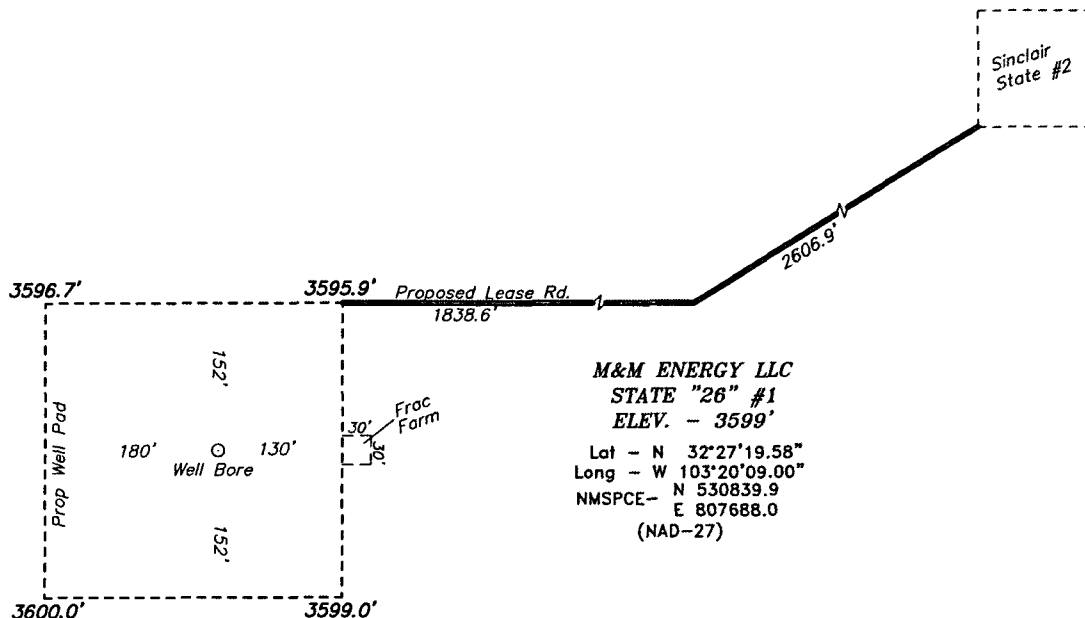 Sinclair
State #2
2606.9'
3596.7'
3595.9'
Proposed Lease Rd.
1838.6'
152'
Prop Well Pad
180'
130'
Well Bore
30'
30'
Frac
Farm
152'
3600.0'
3599.0'
M&M ENERGY LLC
STATE "26" #1
ELEV. - 3599'
Lat - N 32°27'19.58"
Long - W 103°20'09.00"
NMSPCE- N 530839.9
E 807688.0
(NAD-27)